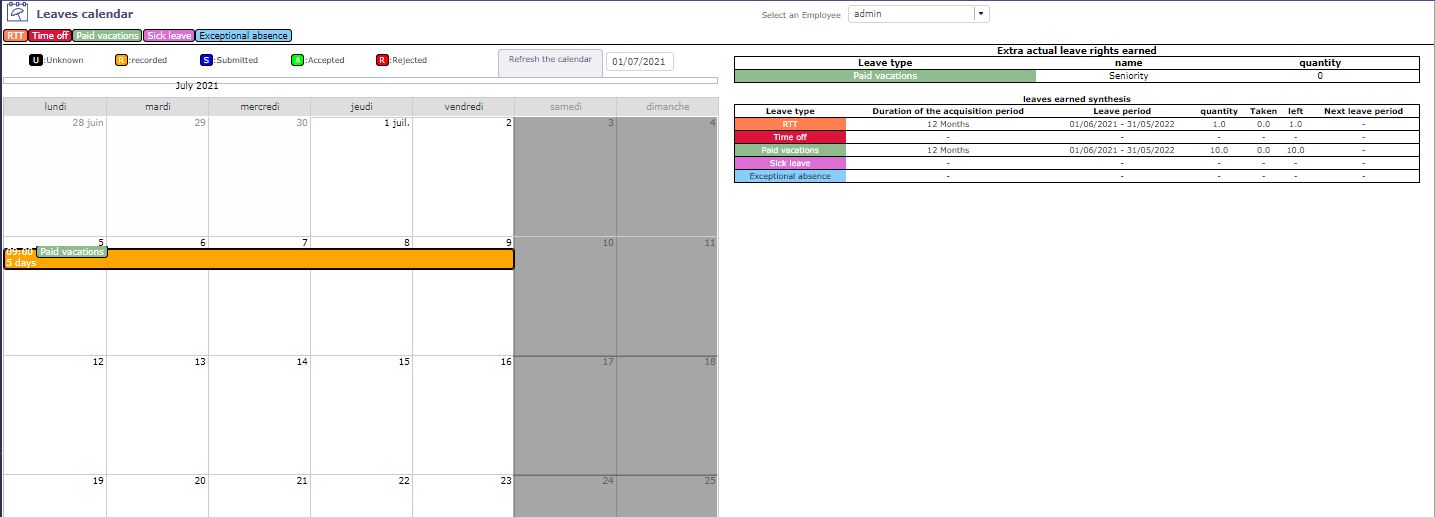 Leaves calendar
Select an Employee admin
RTT Time off Paid vacations Sick leave Exceptional absence
U :Unknown R :recorded S :Submitted A :Accepted R :Rejected
Refresh the calendar 01/07/2021
July 2021
lundi mardi mercredi jeudi vendredi samedi dimanche
28 juin 29 30 1 juil. 2 3 4
5 6 7 8 9 10 11
09:00 Paid vacations
5 days
12 13 14 15 16 17 18
19 20 21 22 23 24 25
Extra actual leave rights earned
Leave type name quantity
Paid vacations Seniority 0
leaves earned synthesis
Leave type Duration of the acquisition period Leave period quantity Taken left Next leave period
RTT 12 Months 01/06/2021 - 31/05/2022 1.0 0.0 1.0 -
Time off - - - - - -
Paid vacations 12 Months 01/06/2021 - 31/05/2022 10.0 0.0 10.0 -
Sick leave - - - - - -
Exceptional absence - - - - - -